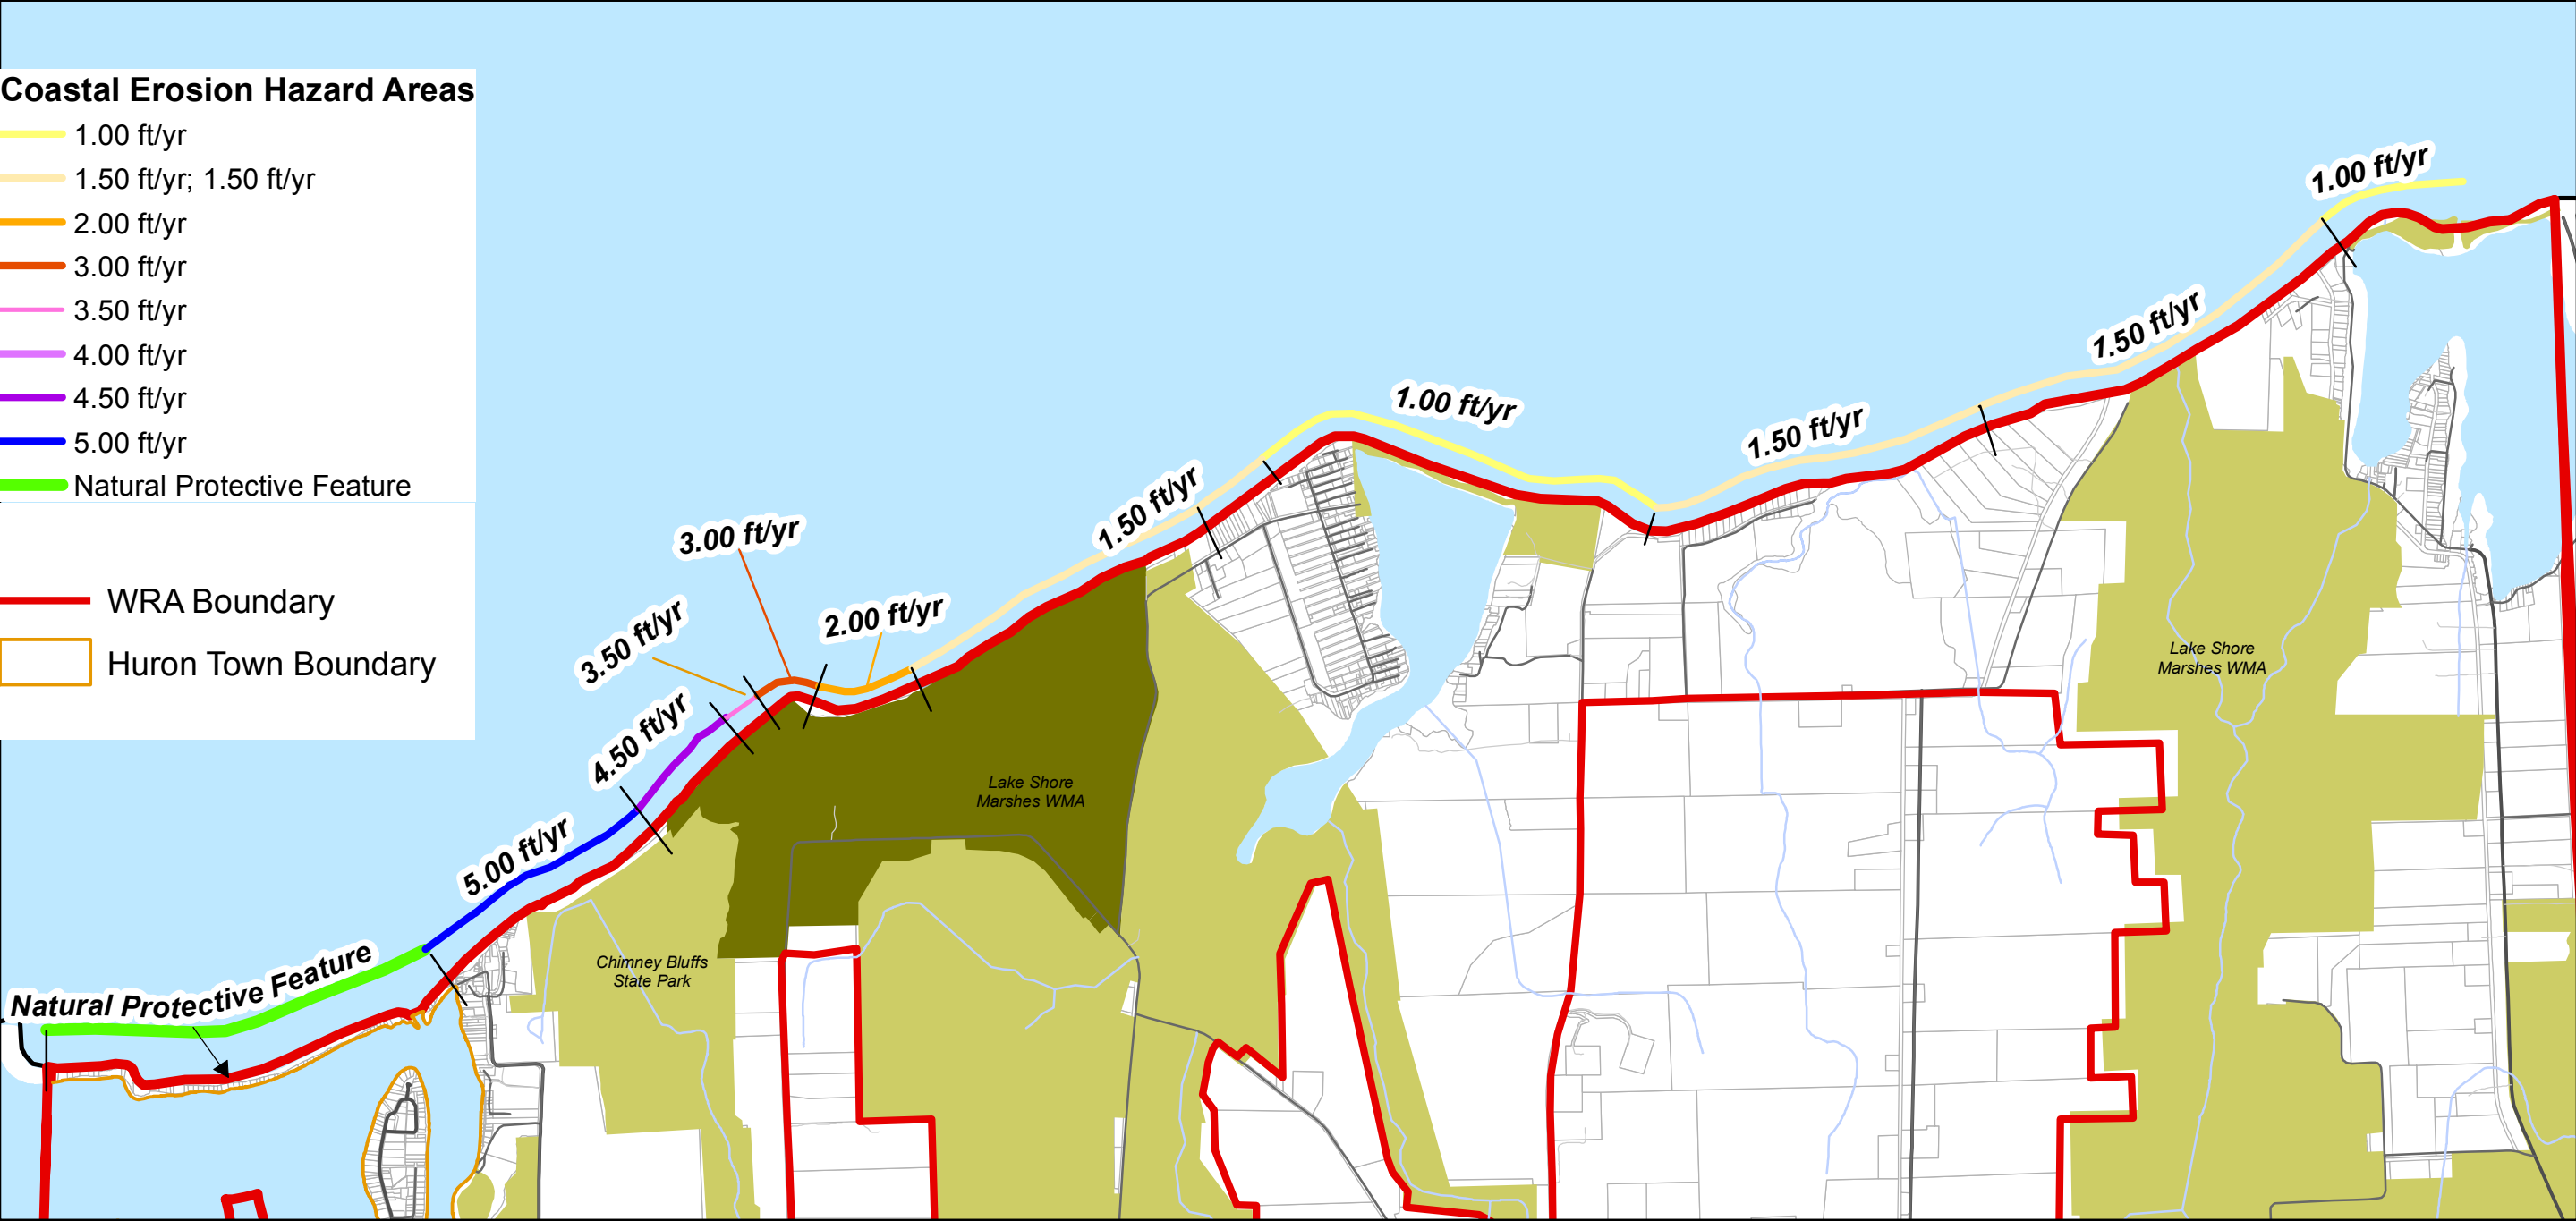 Coastal Erosion Hazard Areas
1.00 ft/yr
1.50 ft/yr; 1.50 ft/yr
2.00 ft/yr
3.00 ft/yr
3.50 ft/yr
4.00 ft/yr
4.50 ft/yr
5.00 ft/yr
Natural Protective Feature
WRA Boundary
Huron Town Boundary
Natural Protective Feature
5.00 ft/yr
4.50 ft/yr
3.50 ft/yr
3.00 ft/yr
2.00 ft/yr
1.50 ft/yr
1.00 ft/yr
1.50 ft/yr
1.50 ft/yr
1.00 ft/yr
Chimney Bluffs
State Park
Lake Shore
Marshes WMA
Lake Shore
Marshes WMA